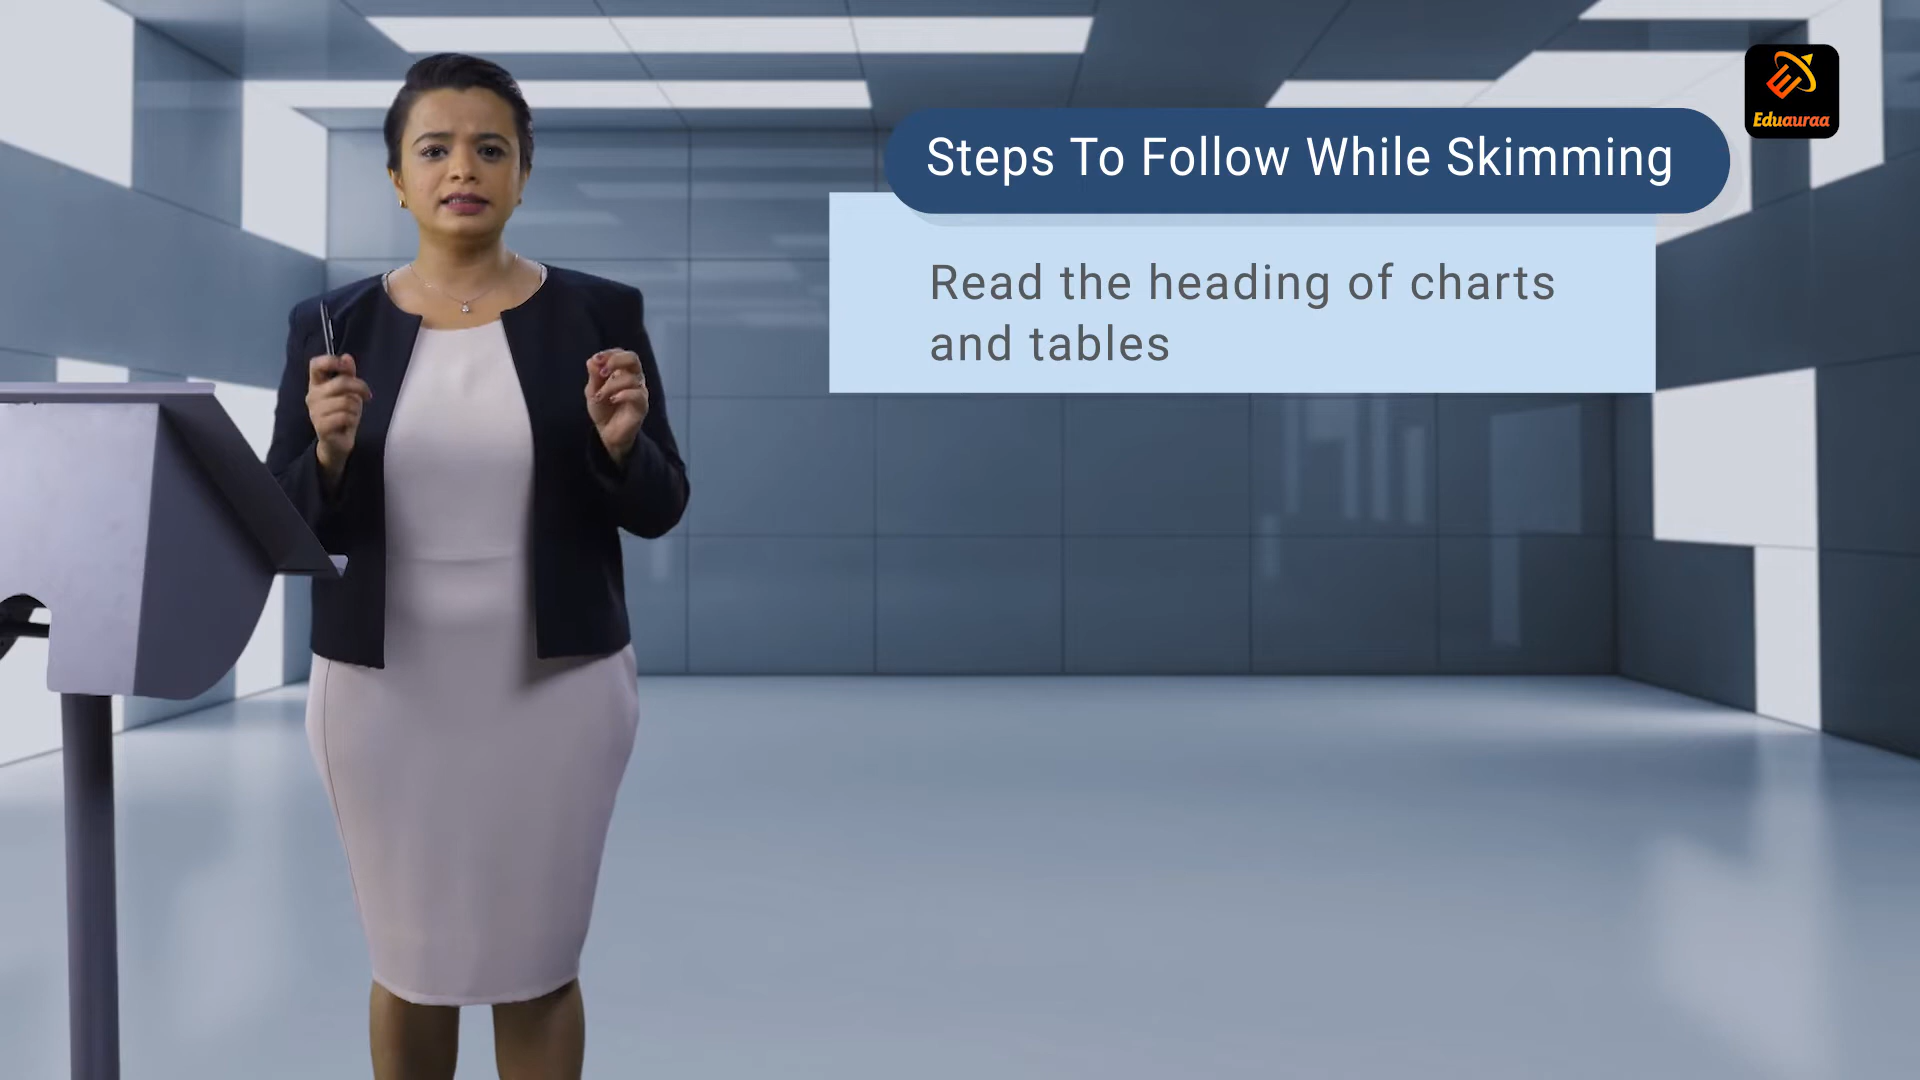 Eduauraa
Steps To Follow While Skimming
Read the heading of charts
and tables